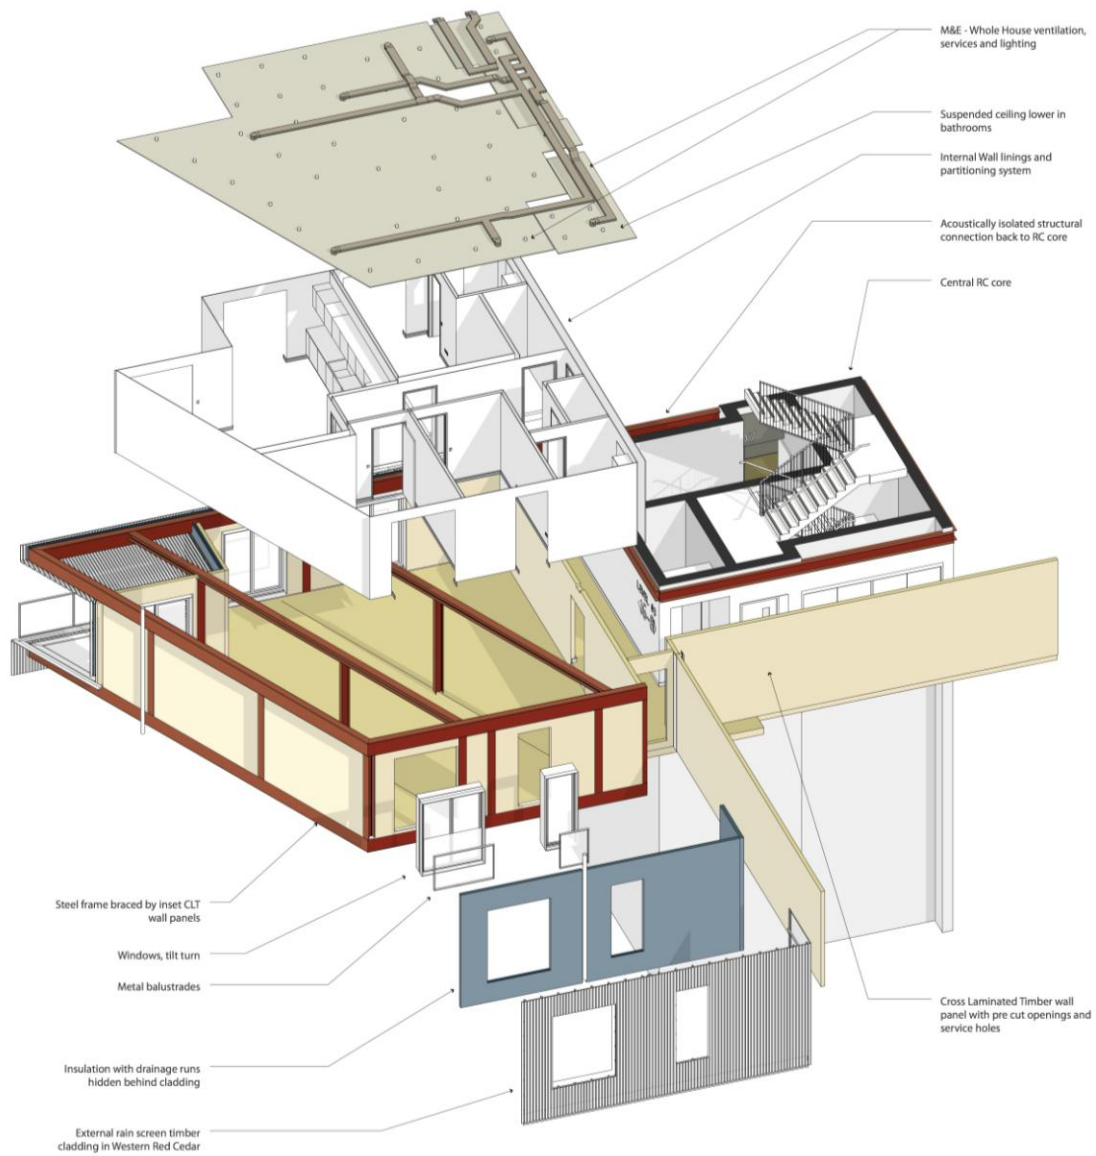 M&E - Whole House ventilation,
services and lighting
Suspended ceiling lower in
bathrooms
Internal Wall linings and
partitioning system
Acoustically isolated structural
connection back to RC core
Central RC core
Steel frame braced by inset CLT
wall panels
Windows, tilt turn
Metal balustrades
Insulation with drainage runs
hidden behind cladding
External rain screen timber
cladding in Western Red Cedar
Cross Laminated Timber wall
panel with pre cut openings and
service holes